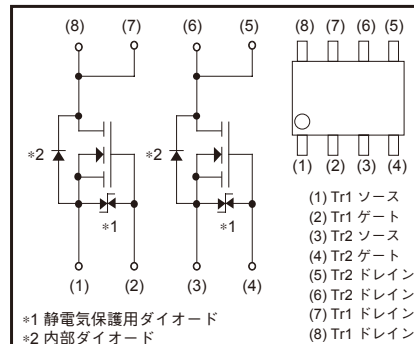 (8) (7) (6) (5)
*2
*1
*2
*1
(1) (2) (3) (4)
*1 静電気保護用ダイオード
*2 内部ダイオード
(8) (7) (6) (5)
(1) (2) (3) (4)
(1) Tr1 ソース
(2) Tr1 ゲート
(3) Tr2 ソース
(4) Tr2 ゲート
(5) Tr2 ドレイン
(6) Tr2 ドレイン
(7) Tr1 ドレイン
(8) Tr1 ドレイン